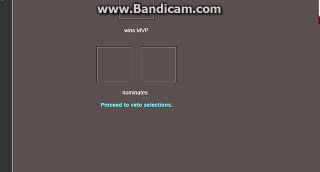 www.Bandicam.com
wins MVP
nominates .
Proceed to veto selections.